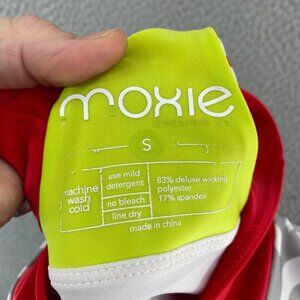 moxie
S
machine
wash
cold
use mild
detergent
no bleach
line dry
83% deluxe wicking
polyester
17% spandex
made in china